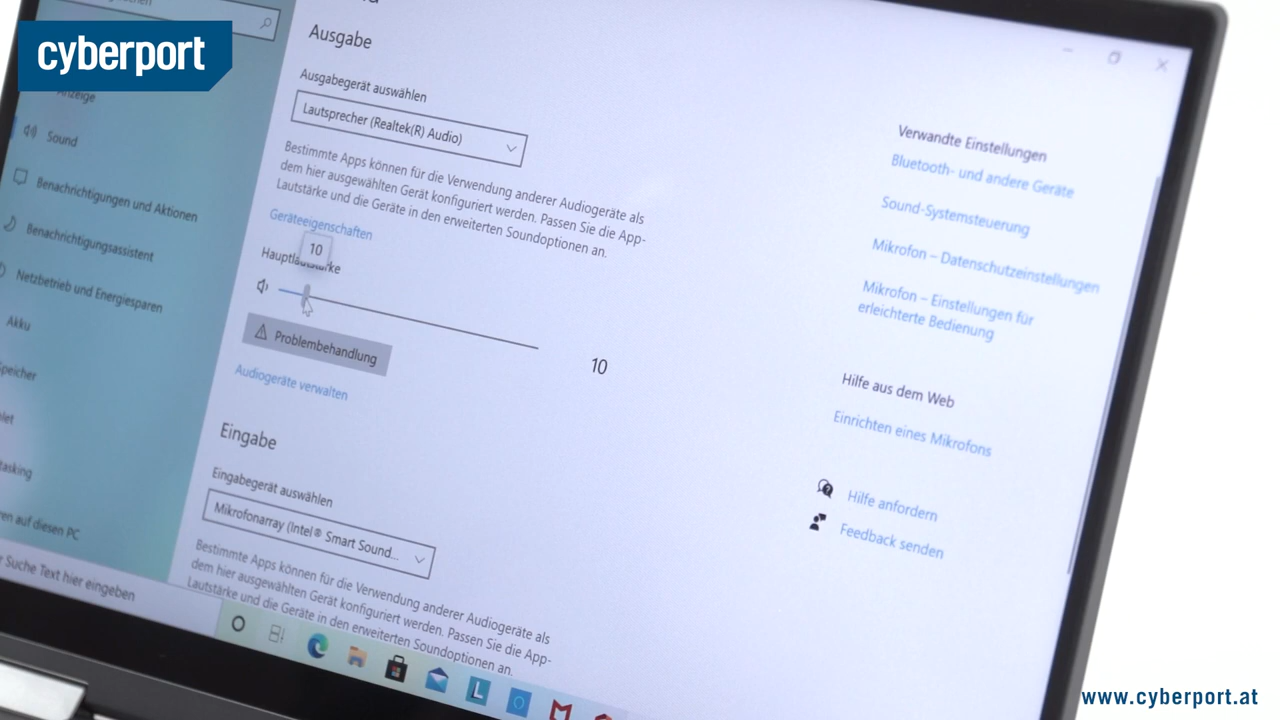 cyberport
Ausgabe
Ausgabegerät auswählen
Lautsprecher (Realtek(R) Audio)
Bestimmte Apps können für die Verwendung anderer Audiogeräte als
dem hier ausgewählten Gerät konfiguriert werden. Passen Sie die App-
Lautstärke und die Geräte in den erweiterten Soundoptionen an.
Geräteeigenschaften
10
Hauptlautstärke
10
Problembehandlung
Audiogeräte verwalten
Eingabe
Eingabegerät auswählen
Mikrofonarray (Intel® Smart Sound...
Bestimmte Apps können für die Verwendung anderer Audiogeräte als
dem hier ausgewählten Gerät konfiguriert werden. Passen Sie die App-
Lautstärke und die Geräte in den erweiterten Soundoptionen an.
Anzeige
Sound
Benachrichtigungen und Aktionen
Benachrichtigungsassistent
Netzbetrieb und Energiesparen
Akku
Speicher
auf diesen PC
Suche Text hier eingeben
Verwandte Einstellungen
Bluetooth- und andere Geräte
Sound-Systemsteuerung
Mikrofon – Datenschutzeinstellungen
Mikrofon – Einstellungen für
erleichterte Bedienung
Hilfe aus dem Web
Einrichten eines Mikrofons
Hilfe anfordern
Feedback senden
L
www.cyberport.at